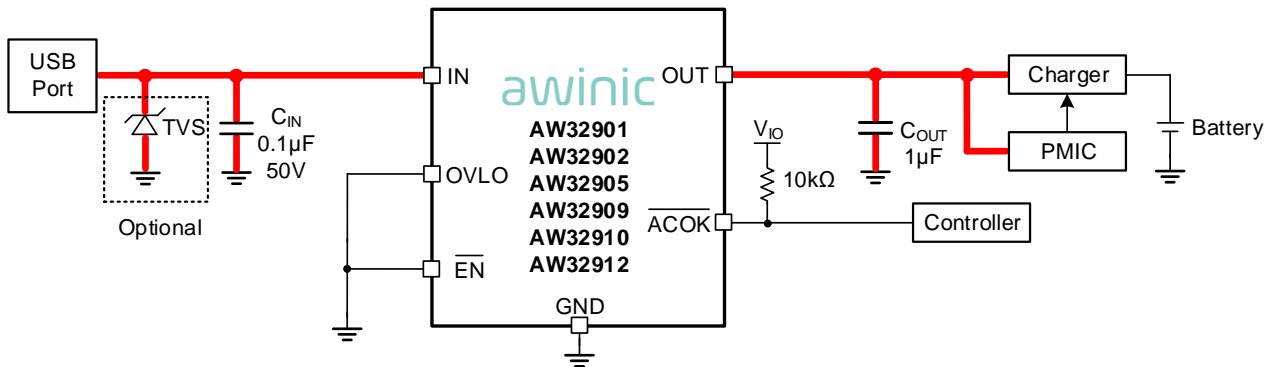 USB
Port
TVS
Optional
CIN
0.1µF
50V
IN
OVLO
EN
awinic
AW32901
AW32902
AW32905
AW32909
AW32910
AW32912
GND
OUT
ACOK
VIO
10kΩ
COUT
1µF
Charger
PMIC
Battery
Controller